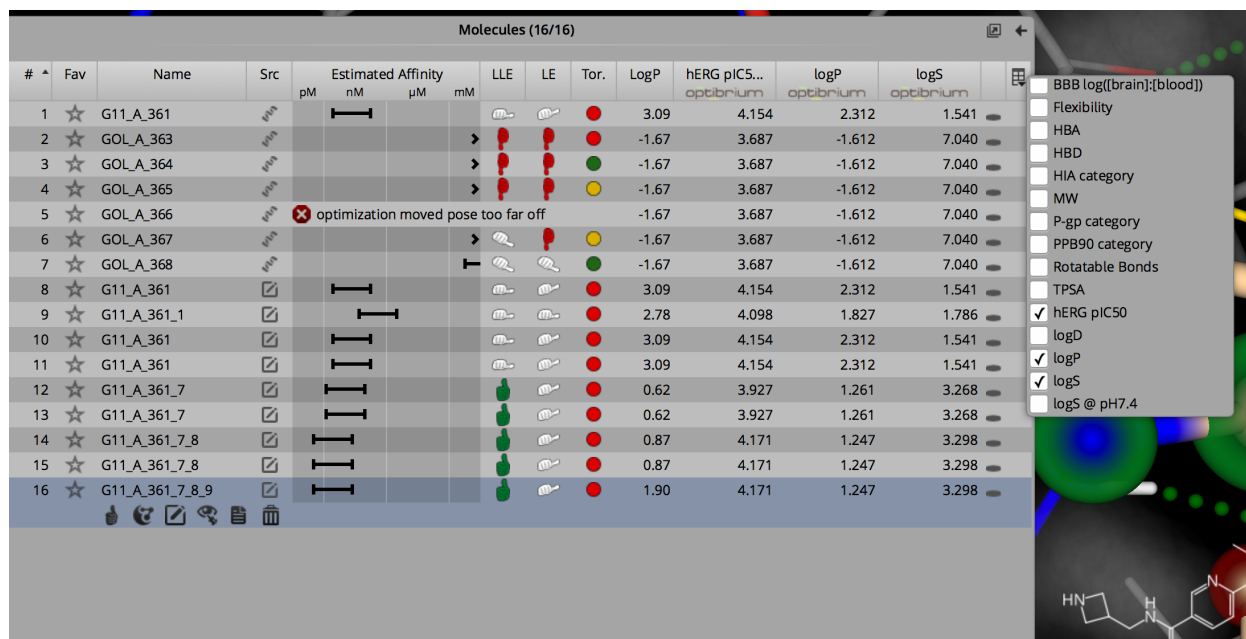 Molecules (16/16)
# Fav Name Src Estimated Affinity LLE LE Tor. LogP hERG pIC5... logP logS
pM nM µM mM optibrium optibrium optibrium
1 G11_A_361 3.09 4.154 2.312 1.541
2 GOL_A_363 -1.67 3.687 -1.612 7.040
3 GOL_A_364 -1.67 3.687 -1.612 7.040
4 GOL_A_365 -1.67 3.687 -1.612 7.040
5 GOL_A_366 optimization moved pose too far off -1.67 3.687 -1.612 7.040
6 GOL_A_367 -1.67 3.687 -1.612 7.040
7 GOL_A_368 -1.67 3.687 -1.612 7.040
8 G11_A_361 3.09 4.154 2.312 1.541
9 G11_A_361_1 2.78 4.098 1.827 1.786
10 G11_A_361 3.09 4.154 2.312 1.541
11 G11_A_361 3.09 4.154 2.312 1.541
12 G11_A_361_7 0.62 3.927 1.261 3.268
13 G11_A_361_7 0.62 3.927 1.261 3.268
14 G11_A_361_7_8 0.87 4.171 1.247 3.298
15 G11_A_361_7_8 0.87 4.171 1.247 3.298
16 G11_A_361_7_8_9 1.90 4.171 1.247 3.298
BBB log([brain]:[blood])
Flexibility
HBA
HBD
HIA category
MW
P-gp category
PPB90 category
Rotatable Bonds
TPSA
hERG pIC50
logD
logP
logS
logS @ pH7.4
N
HN
H
N